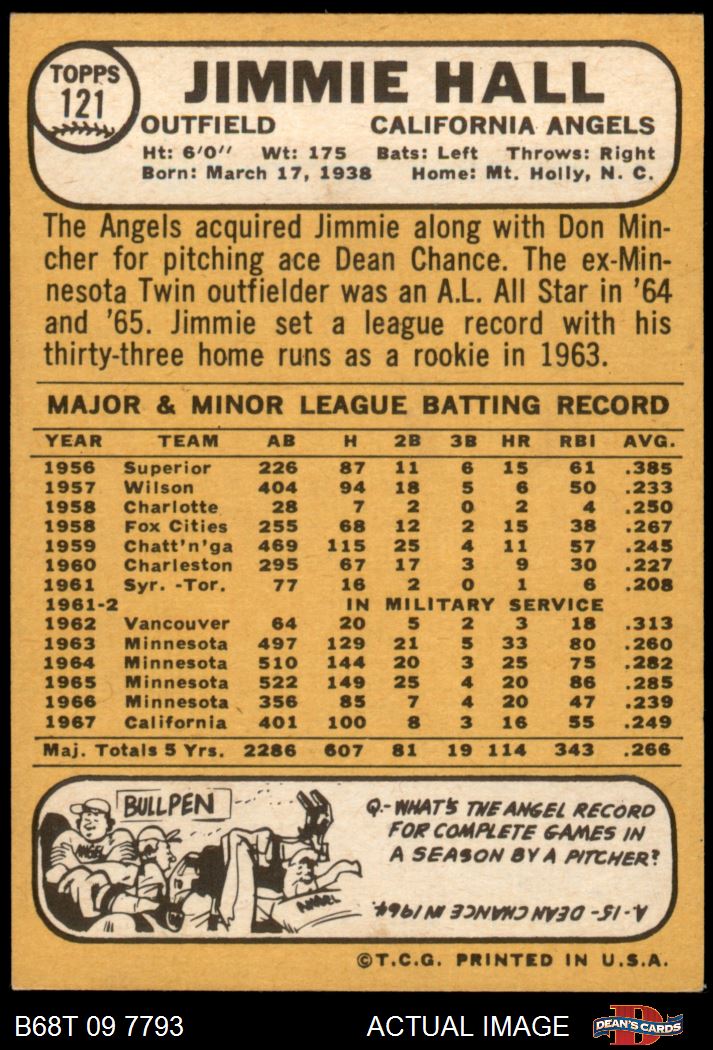 TOPPS
121
JIMMIE HALL
OUTFIELD CALIFORNIA ANGELS
Ht: 6'0" Wt: 175 Bats: Left Throws: Right
Born: March 17, 1938 Home: Mt. Holly, N. C.
The Angels acquired Jimmie along with Don Min-
cher for pitching ace Dean Chance. The ex-Min-
nesota Twin outfielder was an A.L. All Star in '64
and '65. Jimmie set a league record with his
thirty-three home runs as a rookie in 1963.
MAJOR & MINOR LEAGUE BATTING RECORD
YEAR TEAM AB H 2B 3B HR RBI AVG.
1956 Superior 226 87 11 6 15 61 .385
1957 Wilson 404 94 18 5 6 50 .233
1958 Charlotte 28 7 2 0 2 4 .250
1958 Fox Cities 255 68 12 2 15 38 .267
1959 Chatt'n'ga 469 115 25 4 11 57 .245
1960 Charleston 295 67 17 3 9 30 .227
1961 Syr. -Tor. 77 16 2 0 1 6 .208
1961-2 IN MILITARY SERVICE
1962 Vancouver 64 20 5 2 3 18 .313
1963 Minnesota 497 129 21 5 33 80 .260
1964 Minnesota 510 144 20 3 25 75 .282
1965 Minnesota 522 149 25 4 20 86 .285
1966 Minnesota 356 85 7 4 20 47 .239
1967 California 401 100 8 3 16 55 .249
Maj. Totals 5 Yrs. 2286 607 81 19 114 343 .266
BULLPEN
ANGEL
ANGEL
Q.-WHAT'S THE ANGEL RECORD
FOR COMPLETE GAMES IN
A SEASON BY A PITCHER?
A.-15- DEAN CHANCE IN 1964
©T.C.G. PRINTED IN U.S.A.
B68T 09 7793 ACTUAL IMAGE
D
DEAN'S CARDS